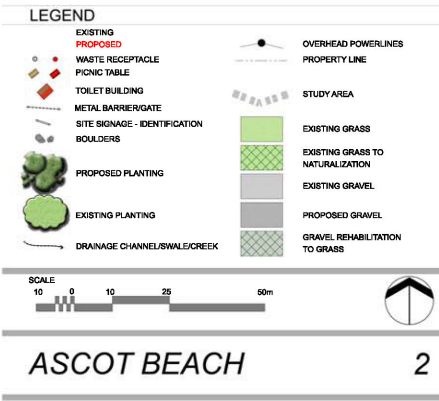 LEGEND
EXISTING
PROPOSED
WASTE RECEPTACLE
PICNIC TABLE
TOILET BUILDING
METAL BARRIER/GATE
SITE SIGNAGE - IDENTIFICATION
BOULDERS
PROPOSED PLANTING
EXISTING PLANTING
DRAINAGE CHANNEL/SWALE/CREEK
OVERHEAD POWERLINES
PROPERTY LINE
STUDY AREA
EXISTING GRASS
EXISTING GRASS TO
NATURALIZATION
EXISTING GRAVEL
PROPOSED GRAVEL
GRAVEL REHABILITATION
TO GRASS
SCALE
10 0 10 25 50m
ASCOT BEACH 2